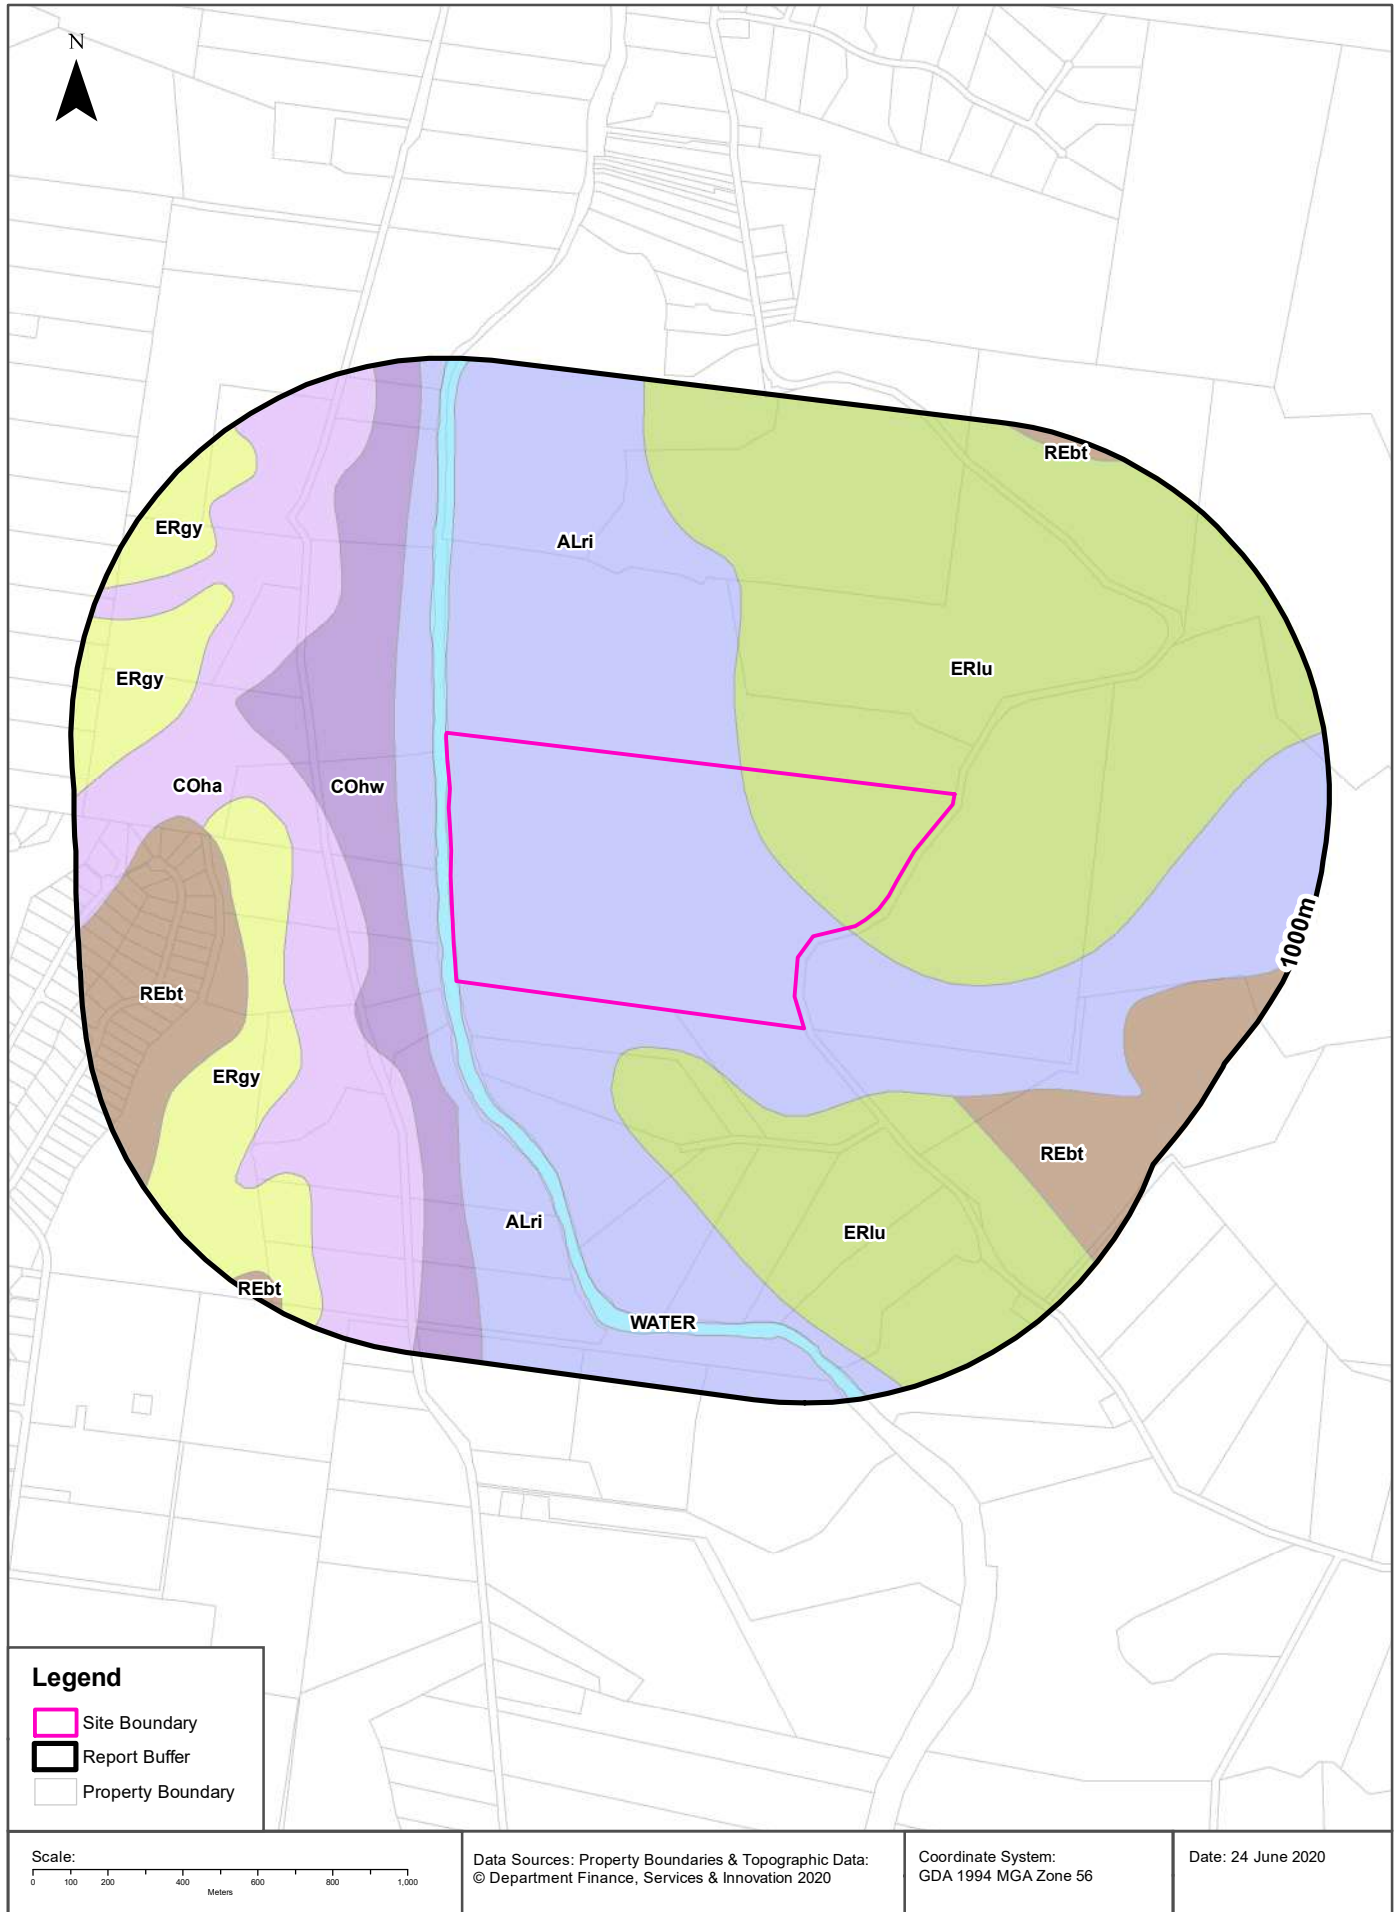 N
REbt
ERgy
ALri
ERlu
ERgy
COha
COhw
1000m
REbt
ERgy
REbt
ALri
ERlu
REbt
WATER
Legend
Site Boundary
Report Buffer
Property Boundary
Scale:
0 100 200 400 600 800 1,000
Meters
Data Sources: Property Boundaries & Topographic Data:
© Department Finance, Services & Innovation 2020
Coordinate System:
GDA 1994 MGA Zone 56
Date: 24 June 2020